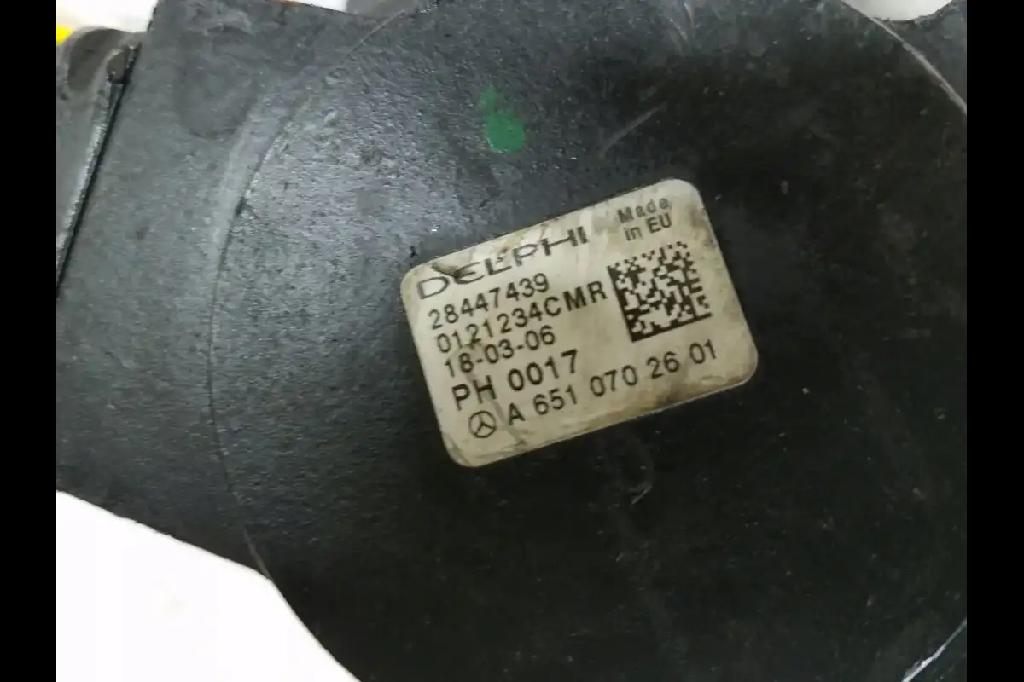 DELPHI
Made
in EU
28447439
0121234CMR
18-03-06
PH 0017
A 651 070 26 01